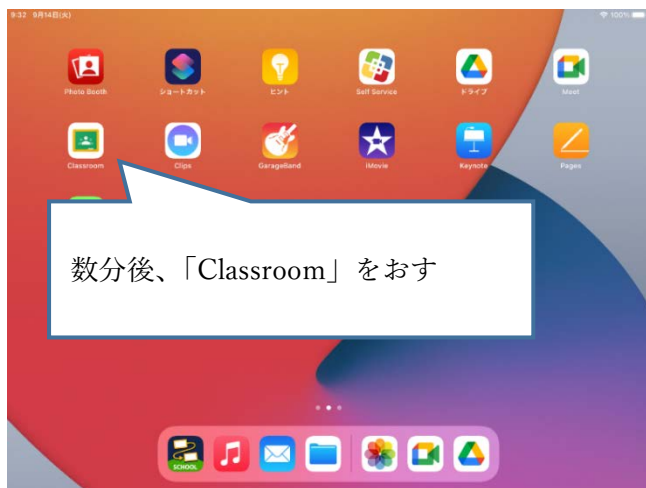 9:32 9月14日(火) 100%
Photo Booth ショートカット ヒント Self Service ドライブ Meet
Classroom Clips GarageBand iMovie Keynote Pages
数分後、「Classroom」をおす
SCHOOL